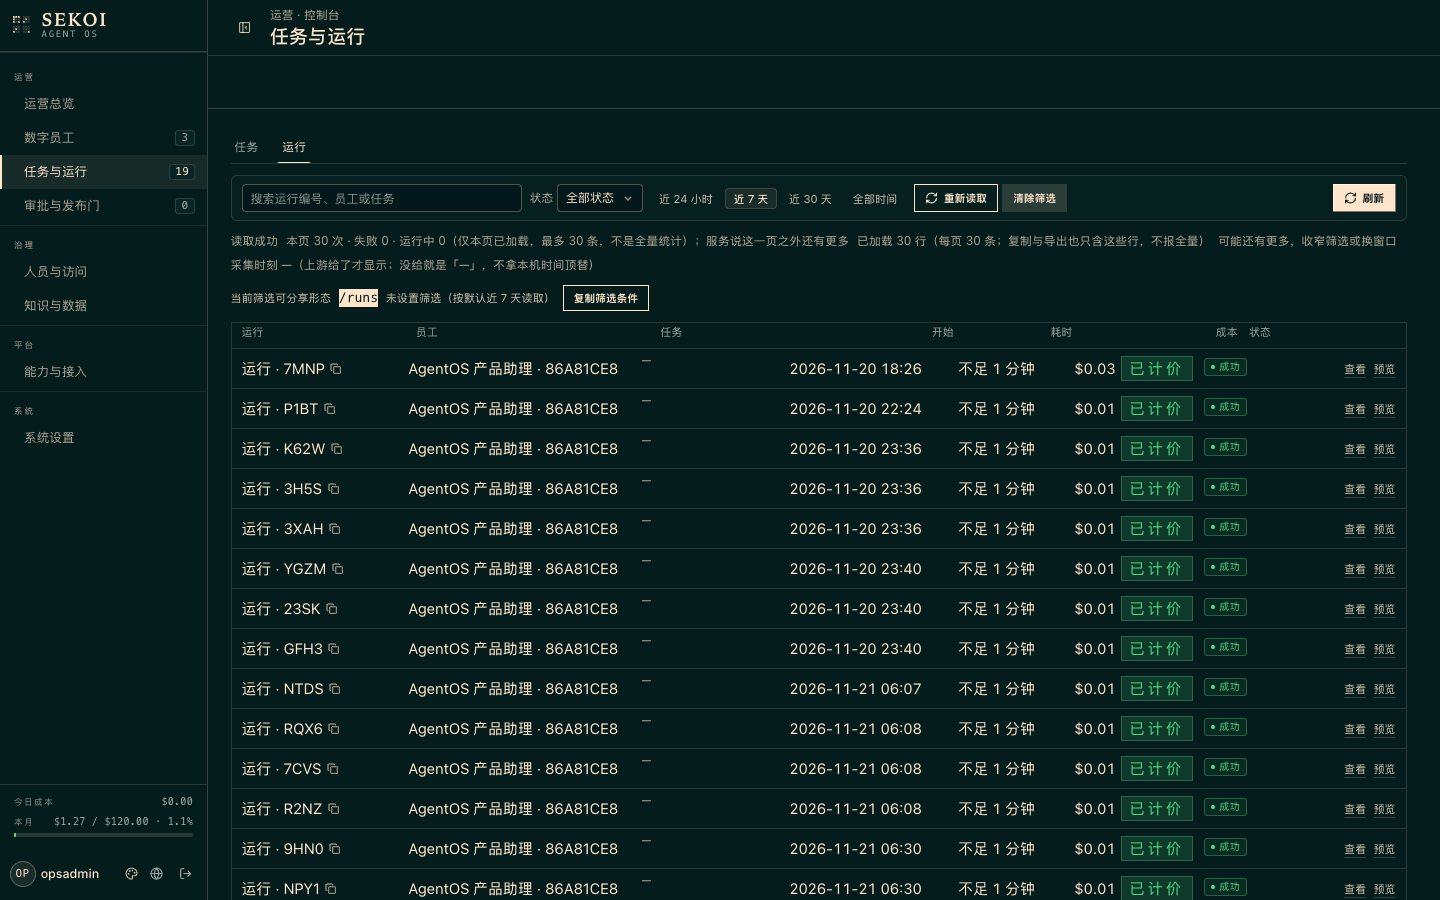 SEKOI
AGENT OS
运营
运营总览
数字员工 3
任务与运行 19
审批与发布门 0
治理
人员与访问
知识与数据
平台
能力与接入
系统
系统设置
今日成本 $0.00
本月 $1.27 / $120.00 · 1.1%
OP opsadmin
运营 · 控制台
任务与运行
任务 运行
搜索运行编号、员工或任务 状态 全部状态 近 24 小时 近 7 天 近 30 天 全部时间 重新读取 清除筛选 刷新
读取成功 本页 30 次 · 失败 0 · 运行中 0（仅本页已加载，最多 30 条，不是全量统计）；服务说这一页之外还有更多 已加载 30 行（每页 30 条；复制与导出也只含这些行，不报全量） 可能还有更多，收窄筛选或换窗口
采集时刻 —（上游给了才显示；没给就是「—」，不拿本机时间顶替）
当前筛选可分享形态 /runs 未设置筛选（按默认近 7 天读取） 复制筛选条件
运行 员工 任务 开始 耗时 成本 状态
运行 · 7MNP AgentOS 产品助理 · 86A81CE8 — 2026-11-20 18:26 不足 1 分钟 $0.03 已计价 成功 查看 预览
运行 · P1BT AgentOS 产品助理 · 86A81CE8 — 2026-11-20 22:24 不足 1 分钟 $0.01 已计价 成功 查看 预览
运行 · K62W AgentOS 产品助理 · 86A81CE8 — 2026-11-20 23:36 不足 1 分钟 $0.01 已计价 成功 查看 预览
运行 · 3H5S AgentOS 产品助理 · 86A81CE8 — 2026-11-20 23:36 不足 1 分钟 $0.01 已计价 成功 查看 预览
运行 · 3XAH AgentOS 产品助理 · 86A81CE8 — 2026-11-20 23:36 不足 1 分钟 $0.01 已计价 成功 查看 预览
运行 · YGZM AgentOS 产品助理 · 86A81CE8 — 2026-11-20 23:40 不足 1 分钟 $0.01 已计价 成功 查看 预览
运行 · 23SK AgentOS 产品助理 · 86A81CE8 — 2026-11-20 23:40 不足 1 分钟 $0.01 已计价 成功 查看 预览
运行 · GFH3 AgentOS 产品助理 · 86A81CE8 — 2026-11-20 23:40 不足 1 分钟 $0.01 已计价 成功 查看 预览
运行 · NTDS AgentOS 产品助理 · 86A81CE8 — 2026-11-21 06:07 不足 1 分钟 $0.01 已计价 成功 查看 预览
运行 · RQX6 AgentOS 产品助理 · 86A81CE8 — 2026-11-21 06:08 不足 1 分钟 $0.01 已计价 成功 查看 预览
运行 · 7CVS AgentOS 产品助理 · 86A81CE8 — 2026-11-21 06:08 不足 1 分钟 $0.01 已计价 成功 查看 预览
运行 · R2NZ AgentOS 产品助理 · 86A81CE8 — 2026-11-21 06:08 不足 1 分钟 $0.01 已计价 成功 查看 预览
运行 · 9HN0 AgentOS 产品助理 · 86A81CE8 — 2026-11-21 06:30 不足 1 分钟 $0.01 已计价 成功 查看 预览
运行 · NPY1 AgentOS 产品助理 · 86A81CE8 — 2026-11-21 06:30 不足 1 分钟 $0.01 已计价 成功 查看 预览